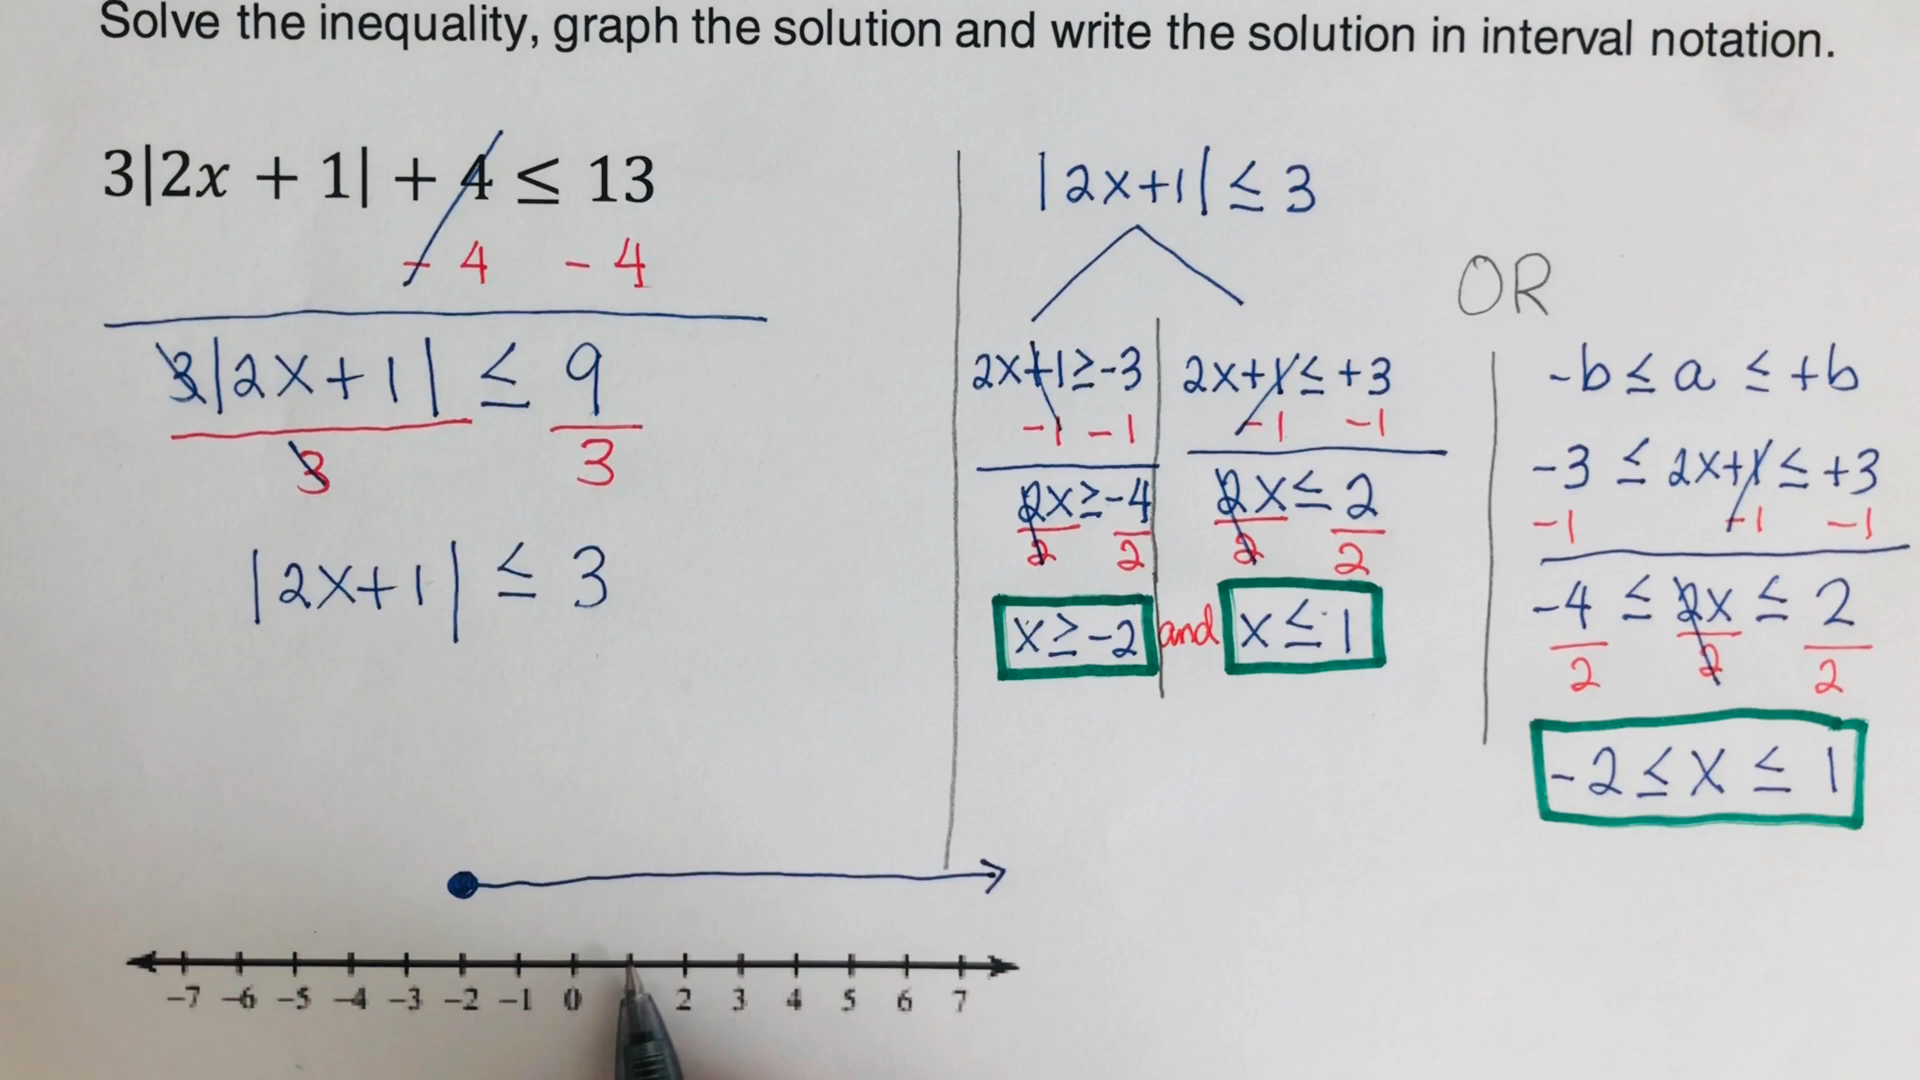 Solve the inequality, graph the solution and write the solution in interval notation.
3|2x + 1| + 4 ≤ 13
- 4 - 4
3|2x+1| ≤ 9
3 3
|2x+1| ≤ 3
|2x+1| ≤ 3
2x+1≥-3
-1 -1
2x≥-4
2 2
x≥-2
and
2x+1≤+3
-1 -1
2x≤2
2 2
x≤1
OR
-b≤a≤+b
-3≤2x+1≤+3
-1 -1 -1
-4≤2x≤2
2 2 2
-2≤x≤1
-7 -6 -5 -4 -3 -2 -1 0 2 3 4 5 6 7